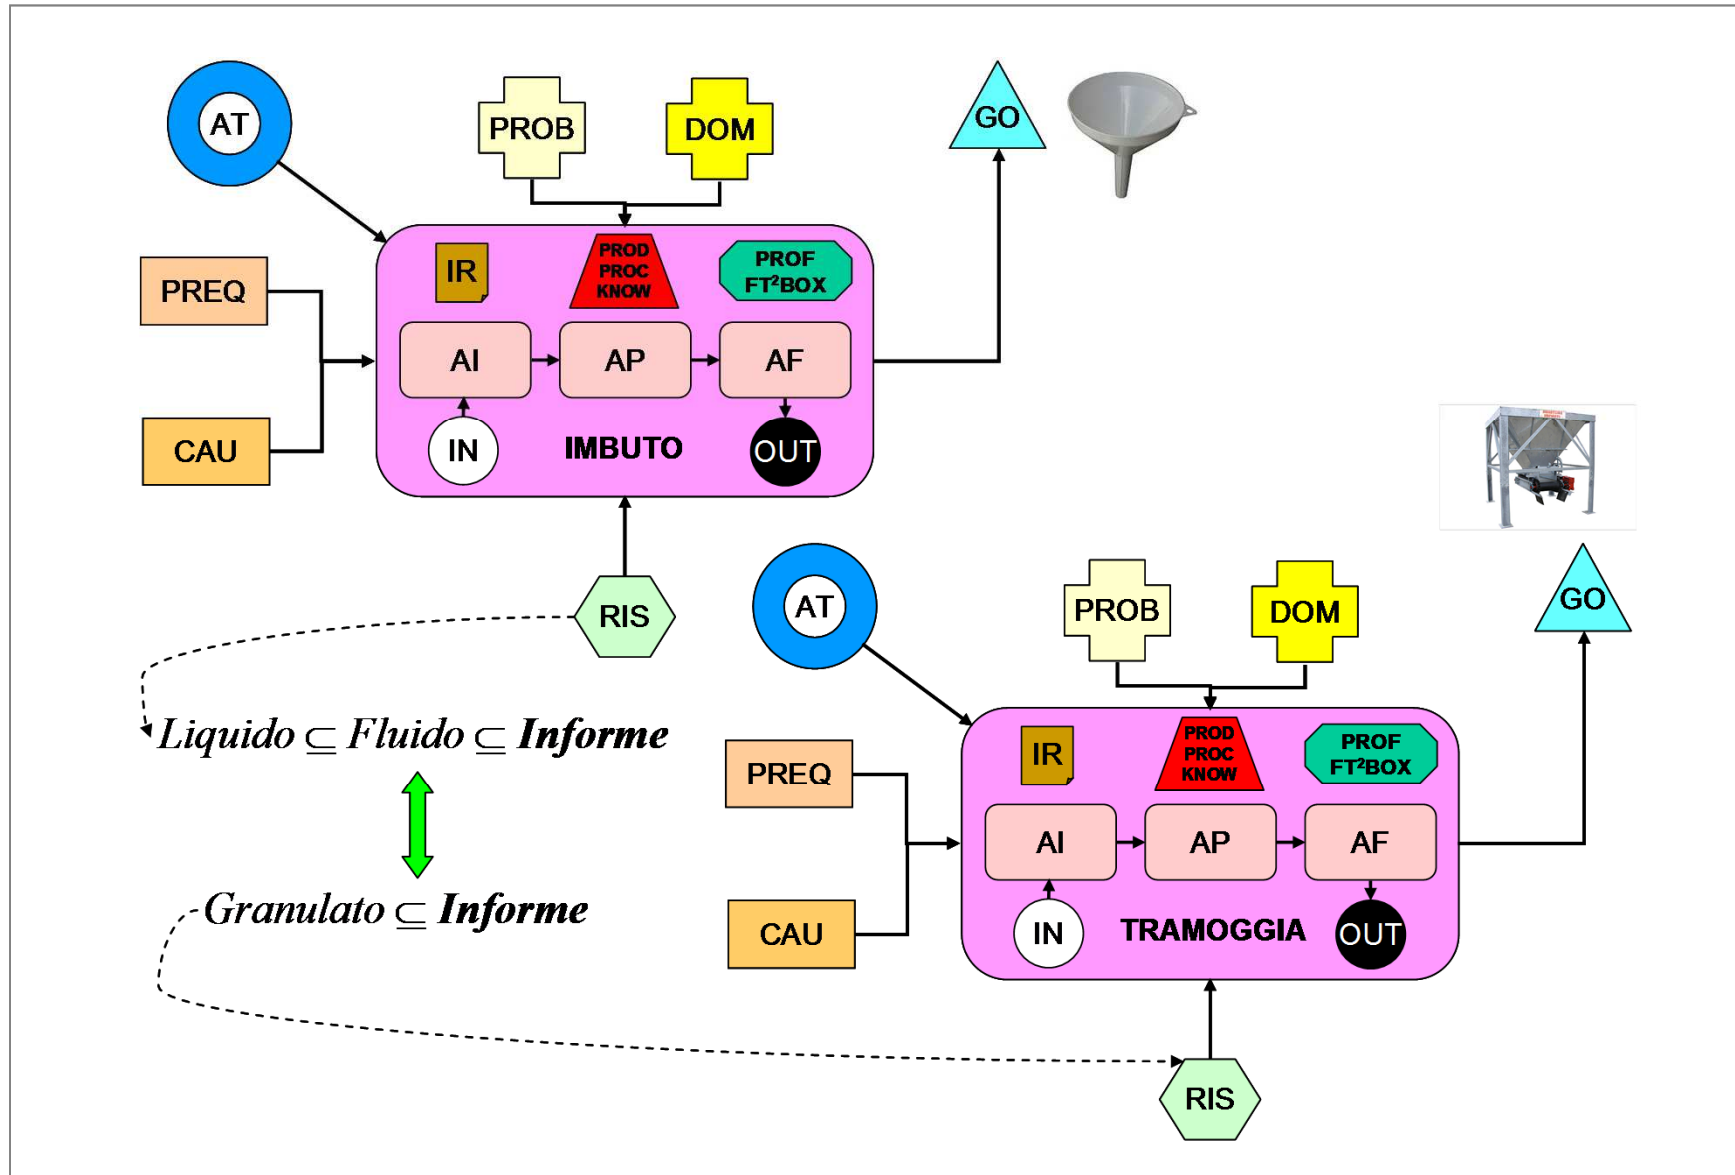 AT
PROB
DOM
GO
IR
PROD
PROC
KNOW
PROF
FT²BOX
PREQ
AI
AP
AF
CAU
IN
IMBUTO
OUT
RIS
Liquido ⊆ Fluido ⊆ Informe
Granulato ⊆ Informe
AT
PROB
DOM
GO
IR
PROD
PROC
KNOW
PROF
FT²BOX
PREQ
AI
AP
AF
CAU
IN
TRAMOGGIA
OUT
RIS